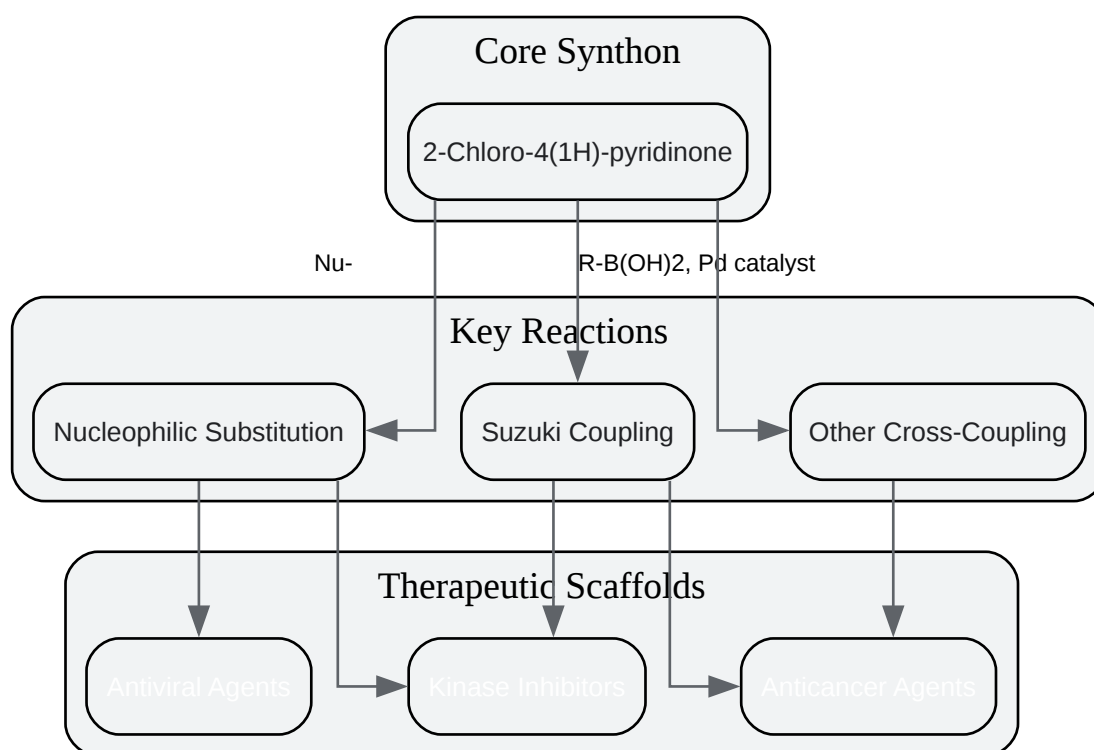 Core Synthon
2-Chloro-4(1H)-pyridinone
Nu-
R-B(OH)2, Pd catalyst
Key Reactions
Nucleophilic Substitution
Suzuki Coupling
Other Cross-Coupling
Therapeutic Scaffolds
Antiviral Agents
Kinase Inhibitors
Anticancer Agents